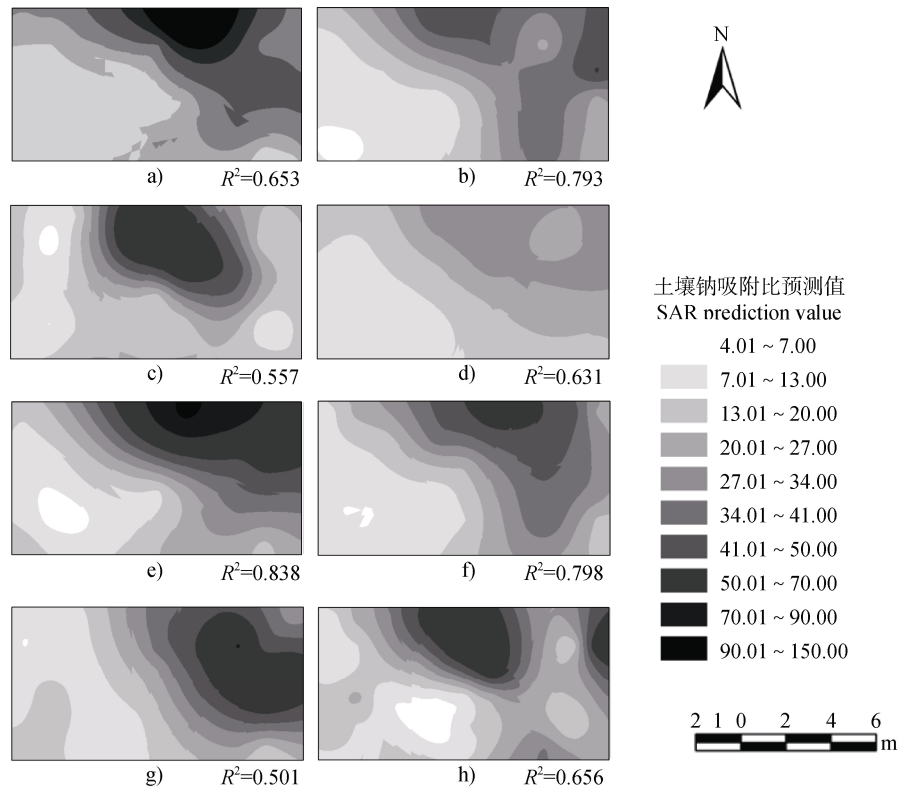 N
a) R²=0.653
b) R²=0.793
c) R²=0.557
d) R²=0.631
e) R²=0.838
f) R²=0.798
g) R²=0.501
h) R²=0.656
土壤钠吸附比预测值
SAR prediction value
4.01 ~ 7.00
7.01 ~ 13.00
13.01 ~ 20.00
20.01 ~ 27.00
27.01 ~ 34.00
34.01 ~ 41.00
41.01 ~ 50.00
50.01 ~ 70.00
70.01 ~ 90.00
90.01 ~ 150.00
2 1 0 2 4 6
m